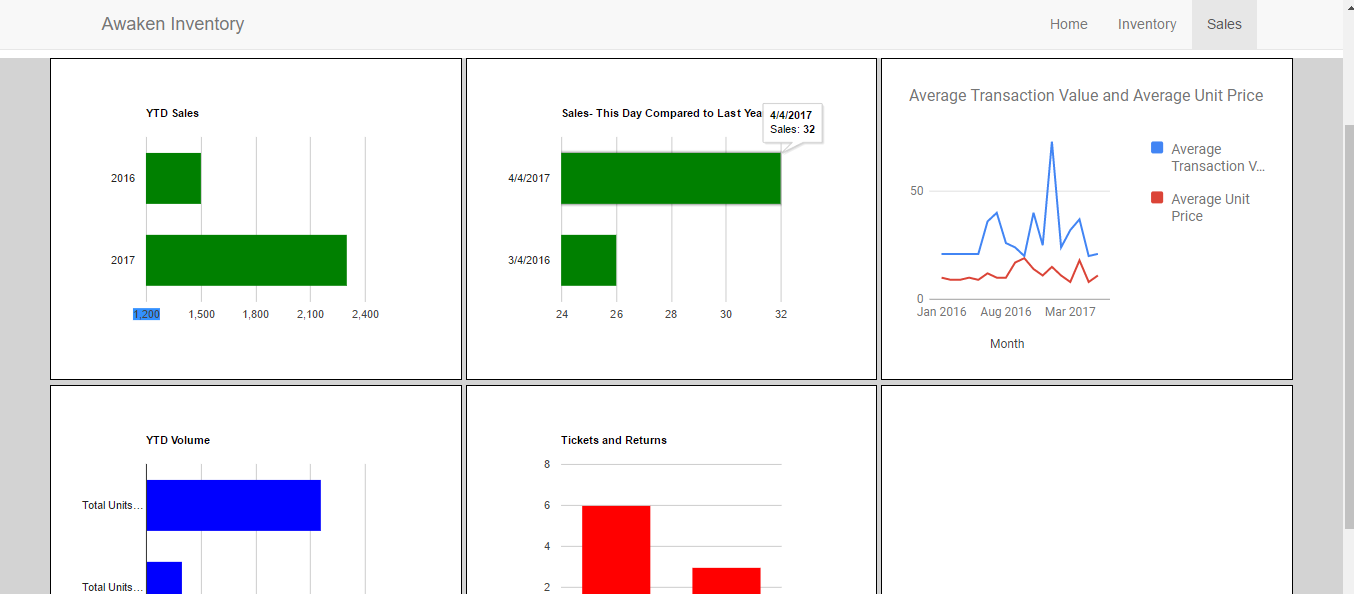 Awaken Inventory
Home Inventory Sales
YTD Sales
2016
2017
1,200 1,500 1,800 2,100 2,400
Sales- This Day Compared to Last Yea
4/4/2017
Sales: 32
4/4/2017
3/4/2016
24 26 28 30 32
Average Transaction Value and Average Unit Price
50
0
Jan 2016 Aug 2016 Mar 2017
Month
Average
Transaction V...
Average Unit
Price
YTD Volume
Total Units...
Total Units...
Tickets and Returns
8
6
4
2